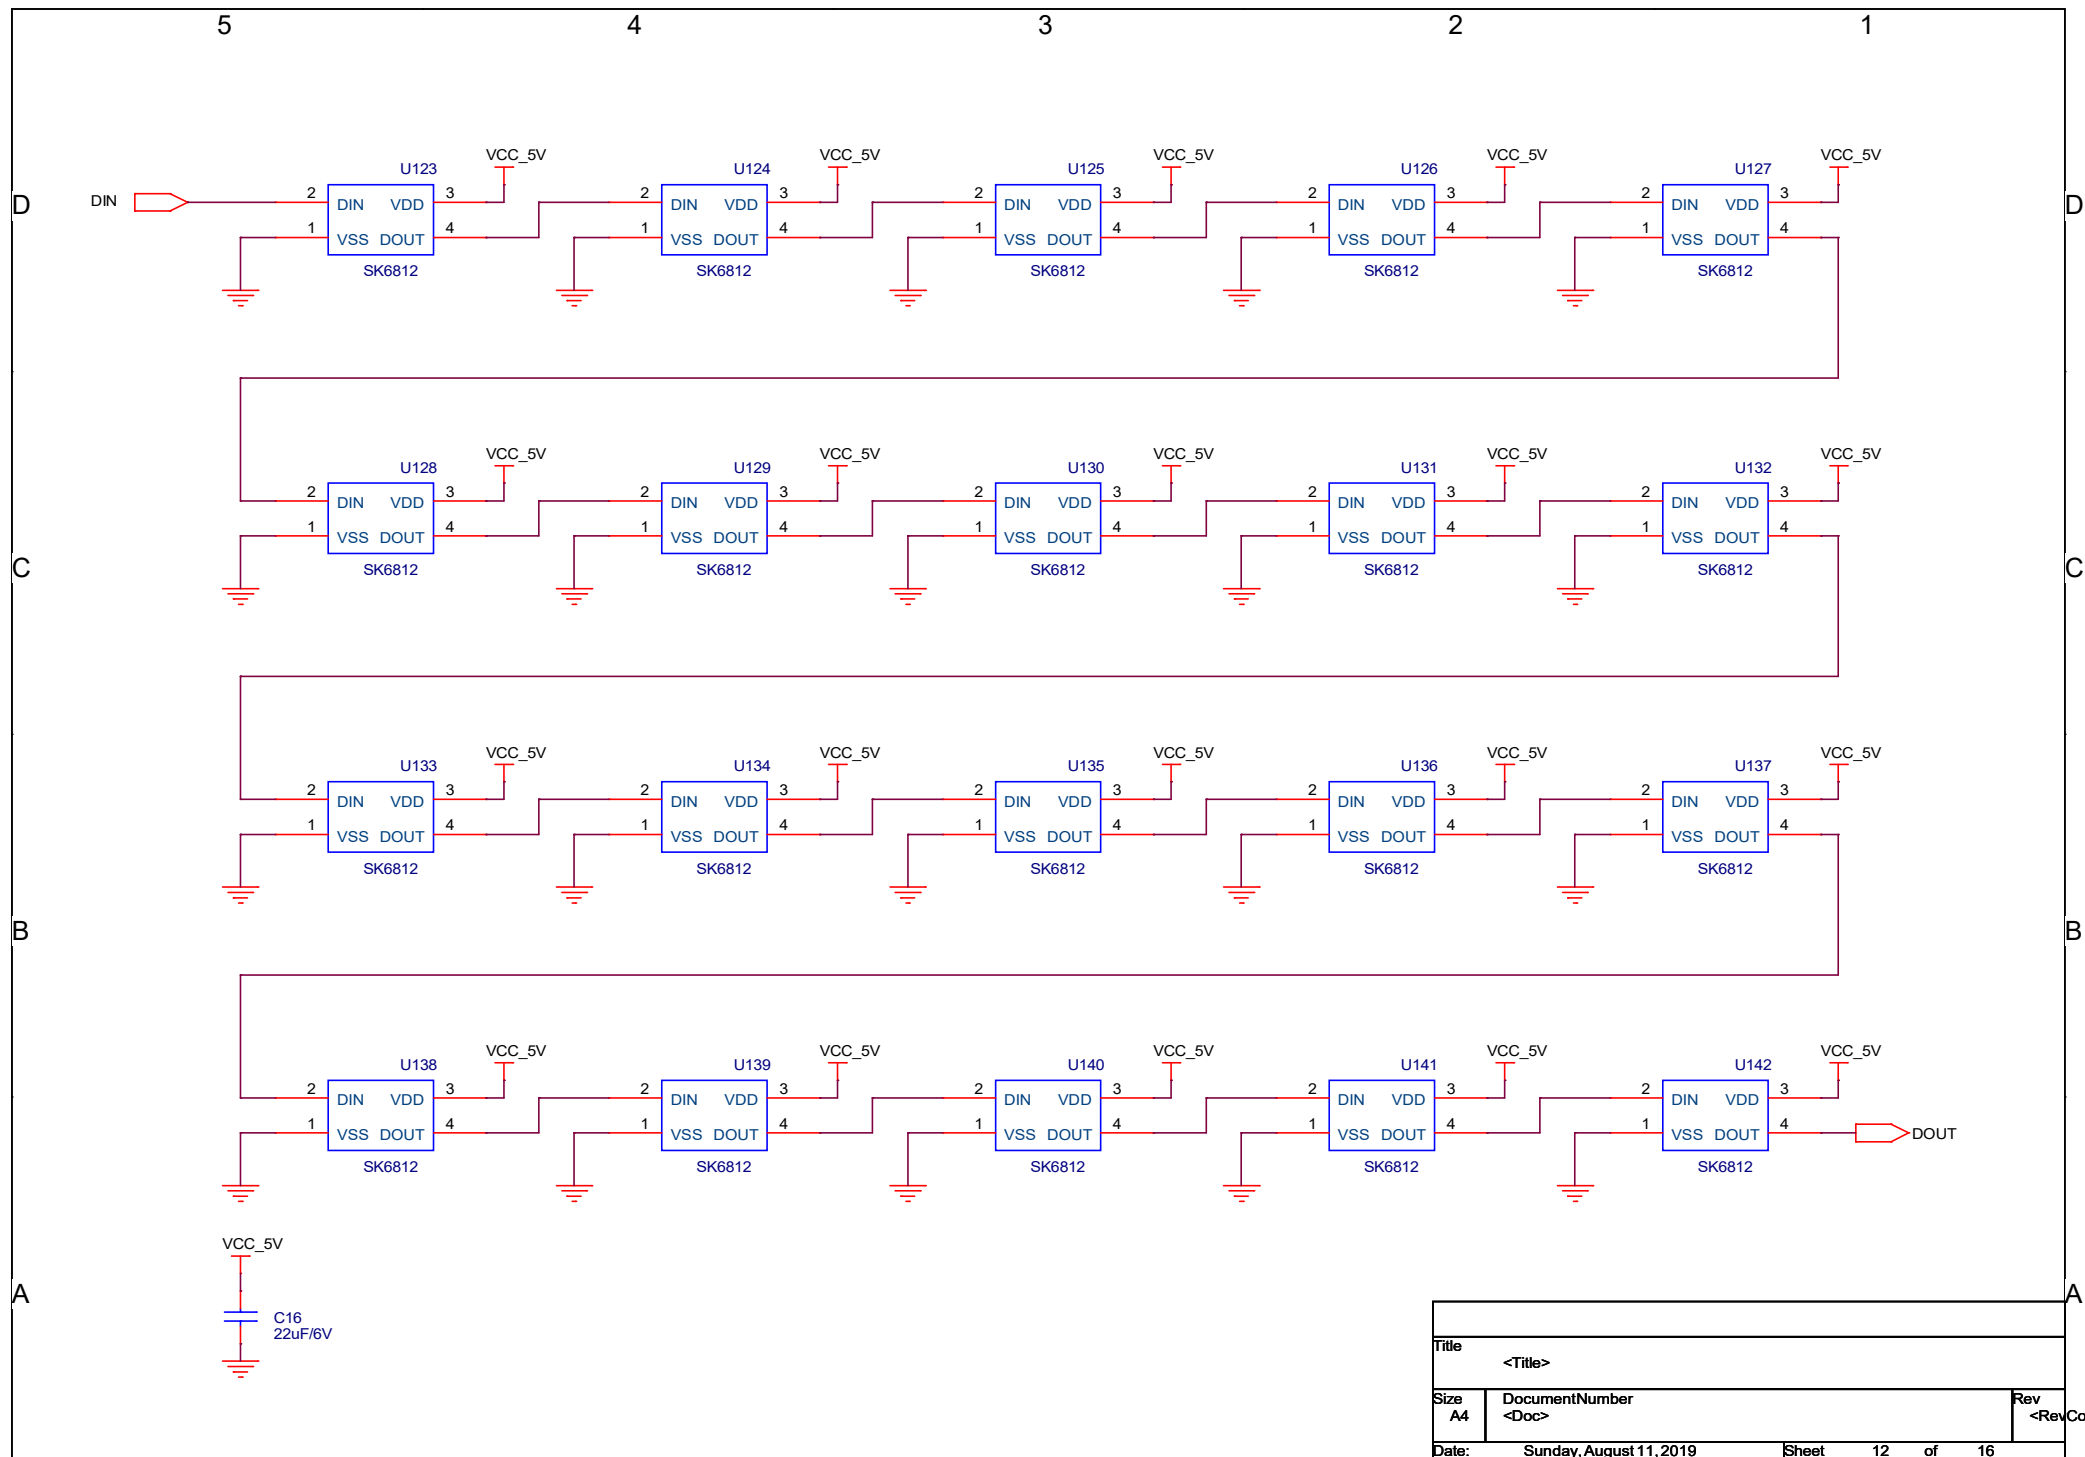 5 4 3 2 1
VCC_5V VCC_5V VCC_5V VCC_5V VCC_5V
U123 U124 U125 U126 U127
D DIN 2 DIN VDD 3 2 DIN VDD 3 2 DIN VDD 3 2 DIN VDD 3 2 DIN VDD 3 D
1 VSS DOUT 4 1 VSS DOUT 4 1 VSS DOUT 4 1 VSS DOUT 4 1 VSS DOUT 4
SK6812 SK6812 SK6812 SK6812 SK6812
VCC_5V VCC_5V VCC_5V VCC_5V VCC_5V
U128 U129 U130 U131 U132
2 DIN VDD 3 2 DIN VDD 3 2 DIN VDD 3 2 DIN VDD 3 2 DIN VDD 3
1 VSS DOUT 4 1 VSS DOUT 4 1 VSS DOUT 4 1 VSS DOUT 4 1 VSS DOUT 4
C SK6812 SK6812 SK6812 SK6812 SK6812 C
VCC_5V VCC_5V VCC_5V VCC_5V VCC_5V
U133 U134 U135 U136 U137
2 DIN VDD 3 2 DIN VDD 3 2 DIN VDD 3 2 DIN VDD 3 2 DIN VDD 3
1 VSS DOUT 4 1 VSS DOUT 4 1 VSS DOUT 4 1 VSS DOUT 4 1 VSS DOUT 4
SK6812 SK6812 SK6812 SK6812 SK6812
B B
VCC_5V VCC_5V VCC_5V VCC_5V VCC_5V
U138 U139 U140 U141 U142
2 DIN VDD 3 2 DIN VDD 3 2 DIN VDD 3 2 DIN VDD 3 2 DIN VDD 3
1 VSS DOUT 4 1 VSS DOUT 4 1 VSS DOUT 4 1 VSS DOUT 4 1 VSS DOUT 4 DOUT
SK6812 SK6812 SK6812 SK6812 SK6812
VCC_5V
A A
C16
22uF/6V
Title
<Title>
Size DocumentNumber Rev
A4 <Doc> <RevCo
Date: Sunday, August 11, 2019 Sheet 12 of 16